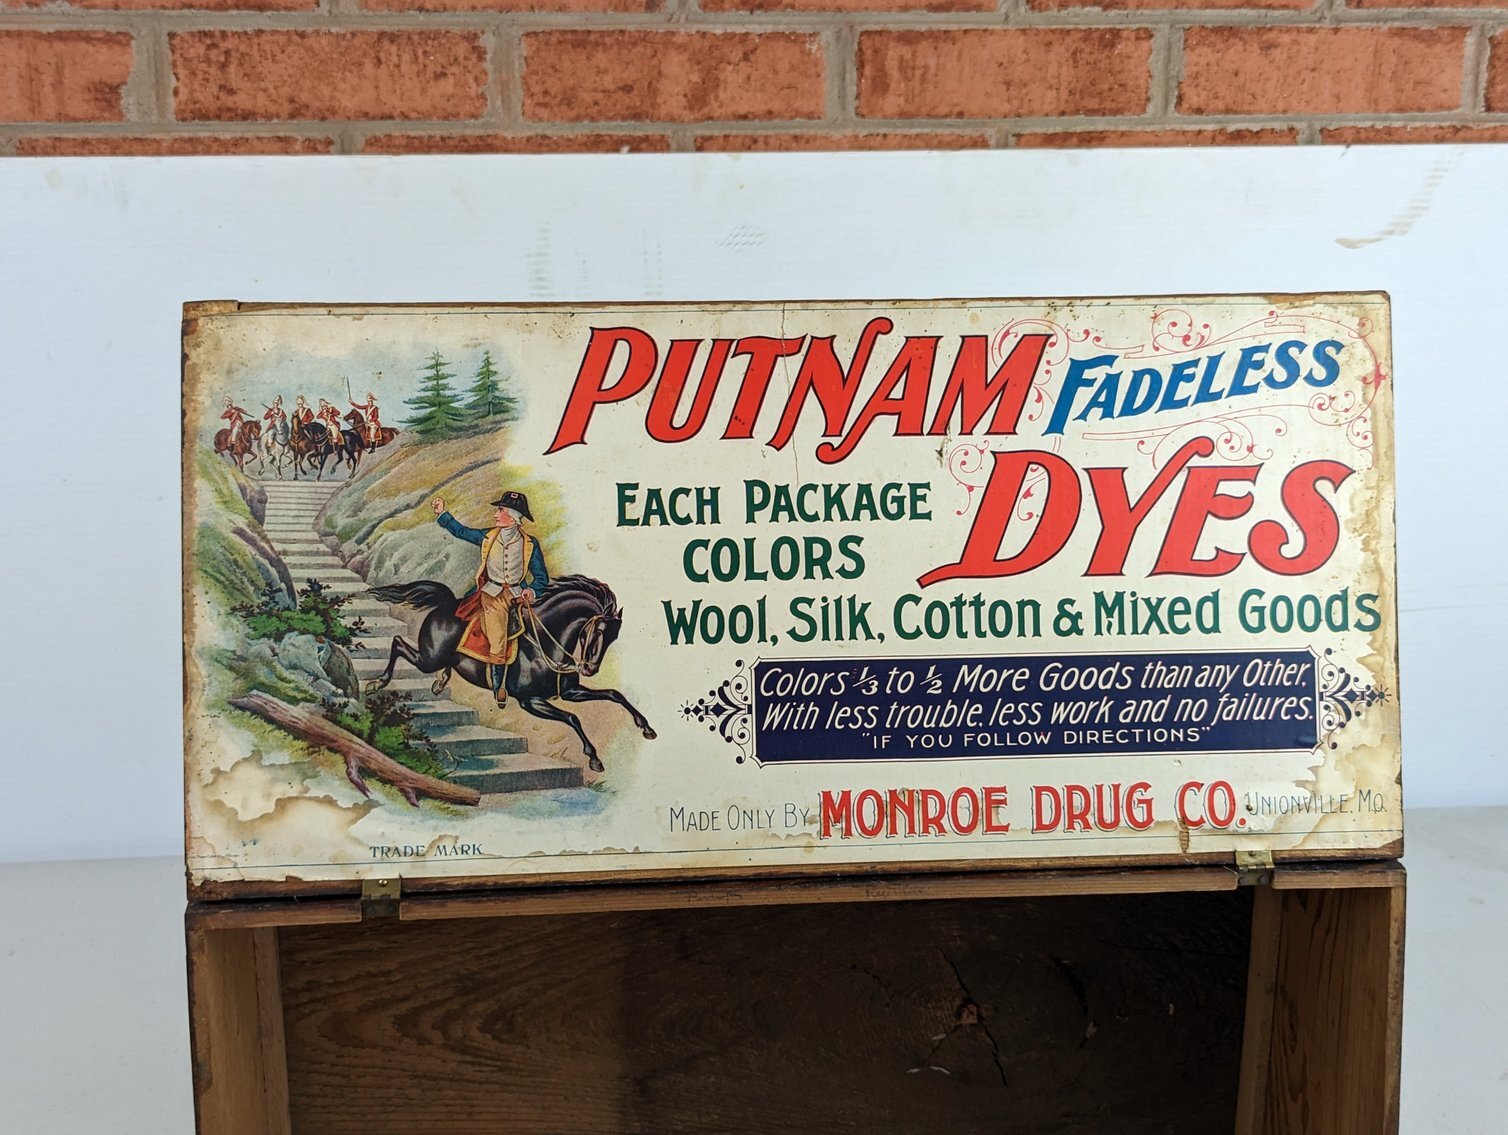 PUTNAM FADELESS
DYES
EACH PACKAGE
COLORS
Wool, Silk, Cotton & Mixed Goods
Colors 1/3 to 1/2 More Goods than any Other.
With less trouble, less work and no failures.
"IF YOU FOLLOW DIRECTIONS"
MADE ONLY BY MONROE DRUG CO. UNIONVILLE. MO.
TRADE MARK